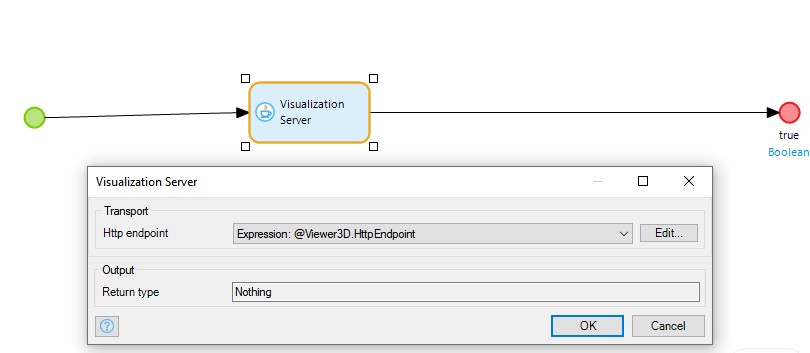 Visualization
Server
true
Boolean
Visualization Server
Transport
Http endpoint
Expression: @Viewer3D.HttpEndpoint
Edit...
Output
Return type
Nothing
?
OK
Cancel